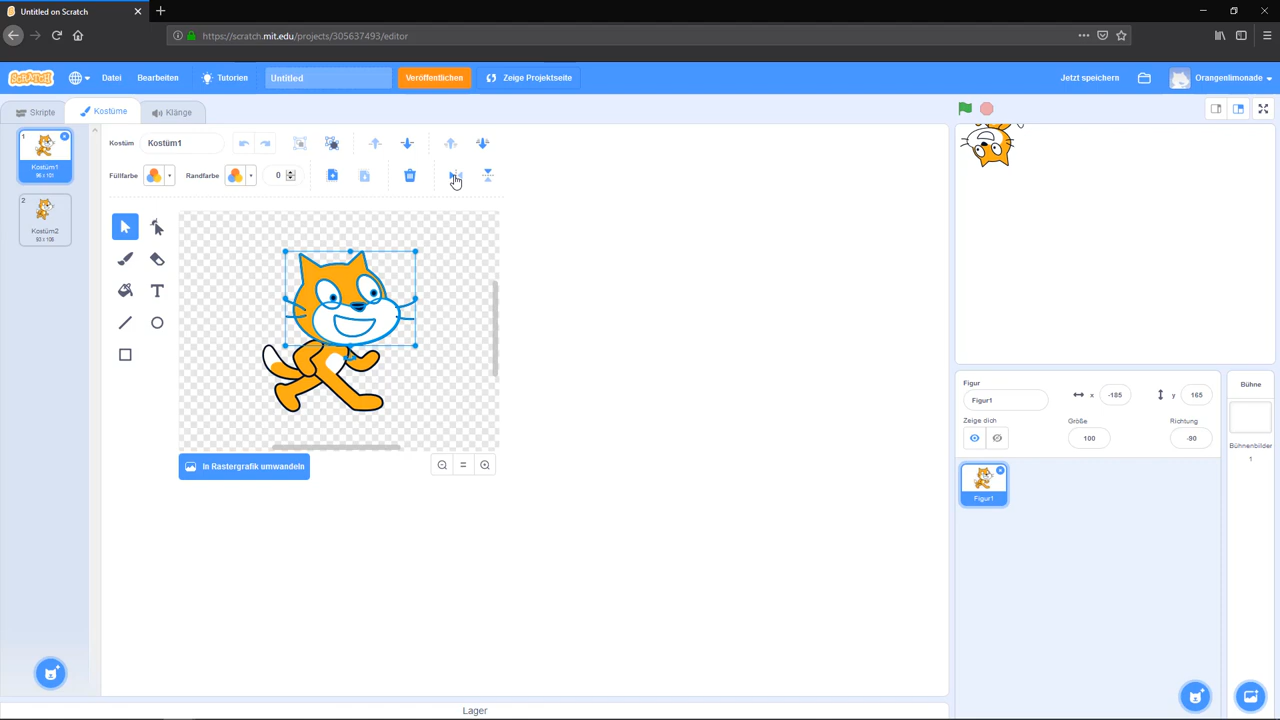 Untitled on Scratch
https://scratch.mit.edu/projects/305637493/editor
SCRATCH
Datei
Bearbeiten
Tutorien
Untitled
Veröffentlichen
Zeige Projektseite
Jetzt speichern
Orangenlimonade
Skripte
Kostüme
Klänge
1
Kostüm1
96 x 101
2
Kostüm2
93 x 106
Kostüm
Kostüm1
Füllfarbe
Randfarbe
0
In Rastergrafik umwandeln
Figur
Figur1
x
-185
y
165
Zeige dich
Größe
100
Richtung
-90
Figur1
Bühne
Bühnenbilder
1
Lager